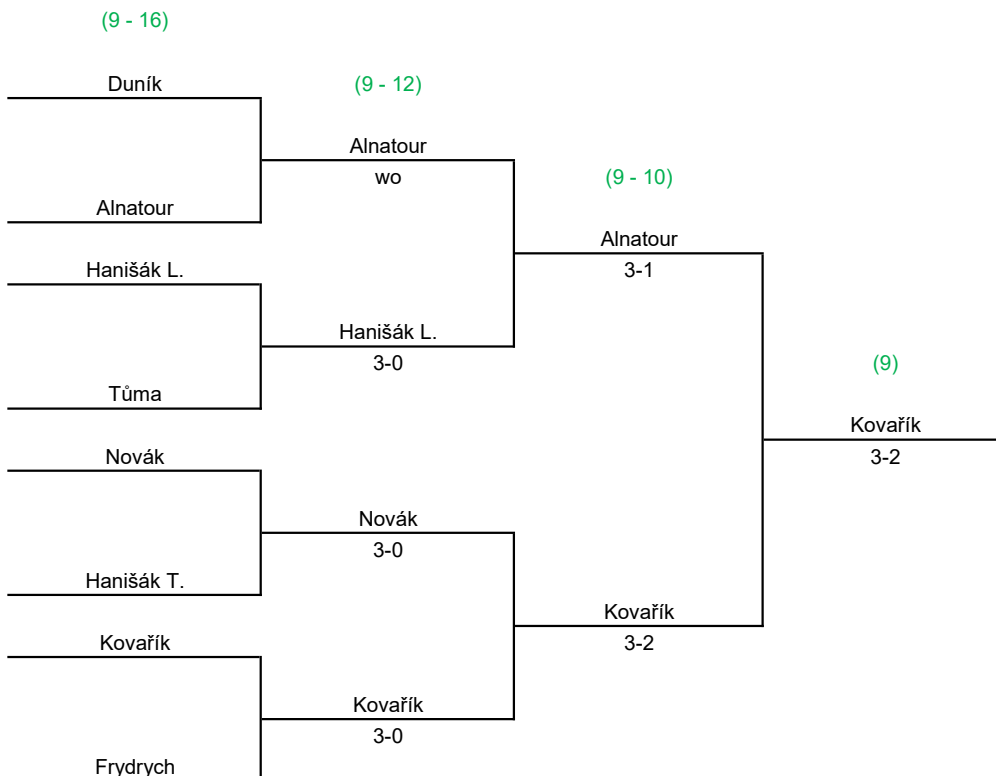 (9 - 16)
Duník
(9 - 12)
Alnatour
wo
(9 - 10)
Alnatour
Alnatour
3-1
Hanišák L.
Hanišák L.
3-0
(9)
Tůma
Kovařík
3-2
Novák
Novák
3-0
Hanišák T.
Kovařík
3-2
Kovařík
Kovařík
3-0
Frydrych